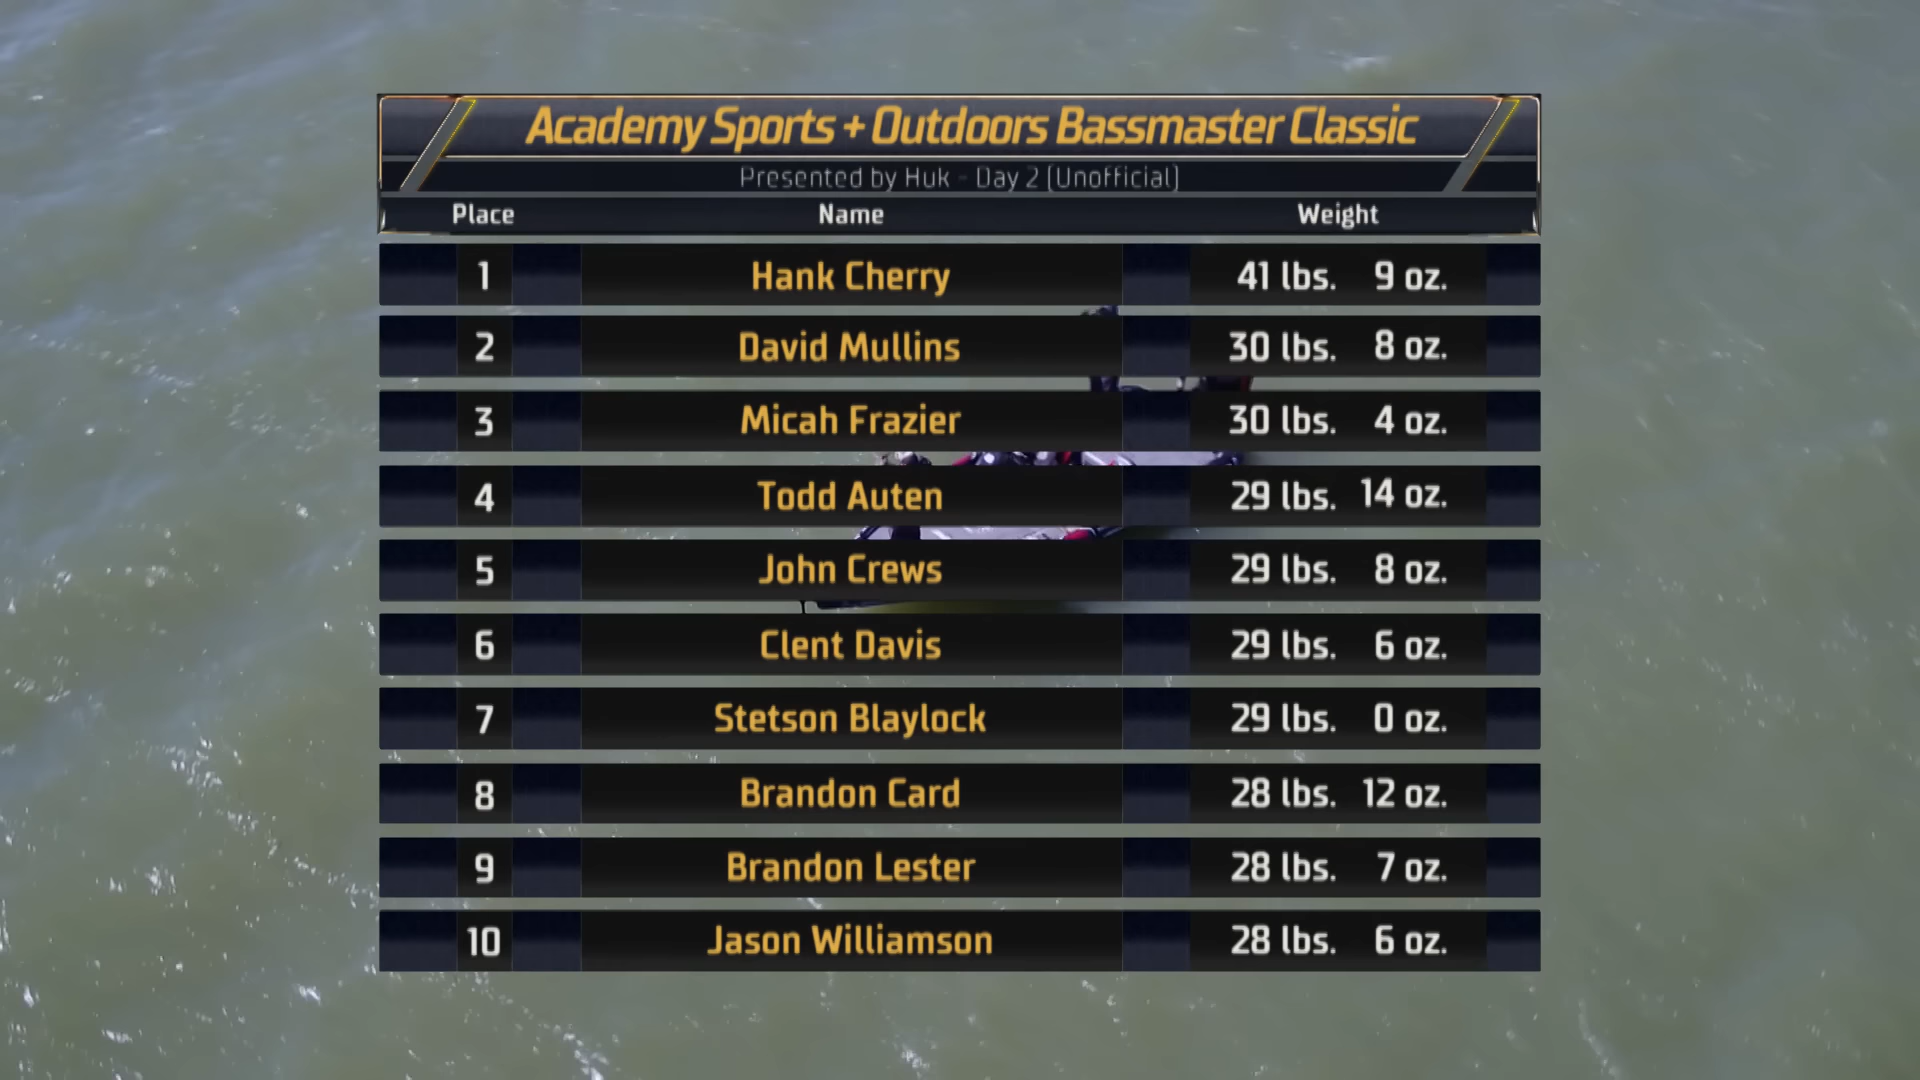 Academy Sports + Outdoors Bassmaster Classic
Presented by Huk - Day 2 (Unofficial)
Place Name Weight
1 Hank Cherry 41 lbs. 9 oz.
2 David Mullins 30 lbs. 8 oz.
3 Micah Frazier 30 lbs. 4 oz.
4 Todd Auten 29 lbs. 14 oz.
5 John Crews 29 lbs. 8 oz.
6 Clent Davis 29 lbs. 6 oz.
7 Stetson Blaylock 29 lbs. 0 oz.
8 Brandon Card 28 lbs. 12 oz.
9 Brandon Lester 28 lbs. 7 oz.
10 Jason Williamson 28 lbs. 6 oz.